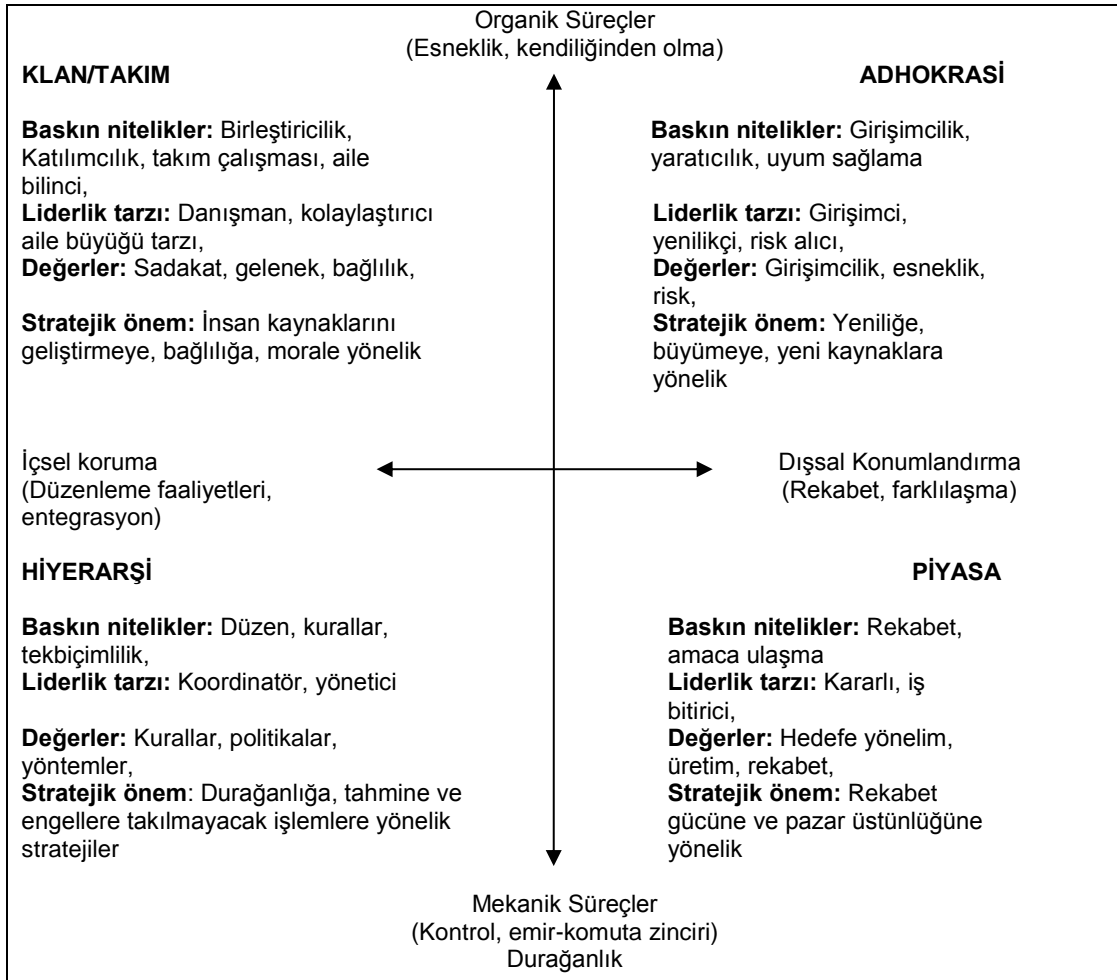 Organik Süreçler
(Esneklik, kendiliğinden olma)
KLAN/TAKIM
Baskın nitelikler: Birleştiricilik,
Katılımcılık, takım çalışması, aile
bilinci,
Liderlik tarzı: Danışman, kolaylaştırıcı
aile büyüğü tarzı,
Değerler: Sadakat, gelenek, bağlılık,
Stratejik önem: İnsan kaynaklarını
geliştirmeye, bağlılığa, morale yönelik
ADHOKRASİ
Baskın nitelikler: Girişimcilik,
yaratıcılık, uyum sağlama
Liderlik tarzı: Girişimci,
yenilikçi, risk alıcı,
Değerler: Girişimcilik, esneklik,
risk,
Stratejik önem: Yeniliğe,
büyümeye, yeni kaynaklara
yönelik
İçsel koruma
(Düzenleme faaliyetleri,
entegrasyon)
Dışsal Konumlandırma
(Rekabet, farklılaşma)
HİYERARŞİ
Baskın nitelikler: Düzen, kurallar,
tekbiçimlilik,
Liderlik tarzı: Koordinatör, yönetici
Değerler: Kurallar, politikalar,
yöntemler,
Stratejik önem: Durağanlığa, tahmine ve
engellere takılmayacak işlemlere yönelik
stratejiler
PİYASA
Baskın nitelikler: Rekabet,
amaca ulaşma
Liderlik tarzı: Kararlı, iş
bitirici,
Değerler: Hedefe yönelim,
üretim, rekabet,
Stratejik önem: Rekabet
gücüne ve pazar üstünlüğüne
yönelik
Mekanik Süreçler
(Kontrol, emir-komuta zinciri)
Durağanlık